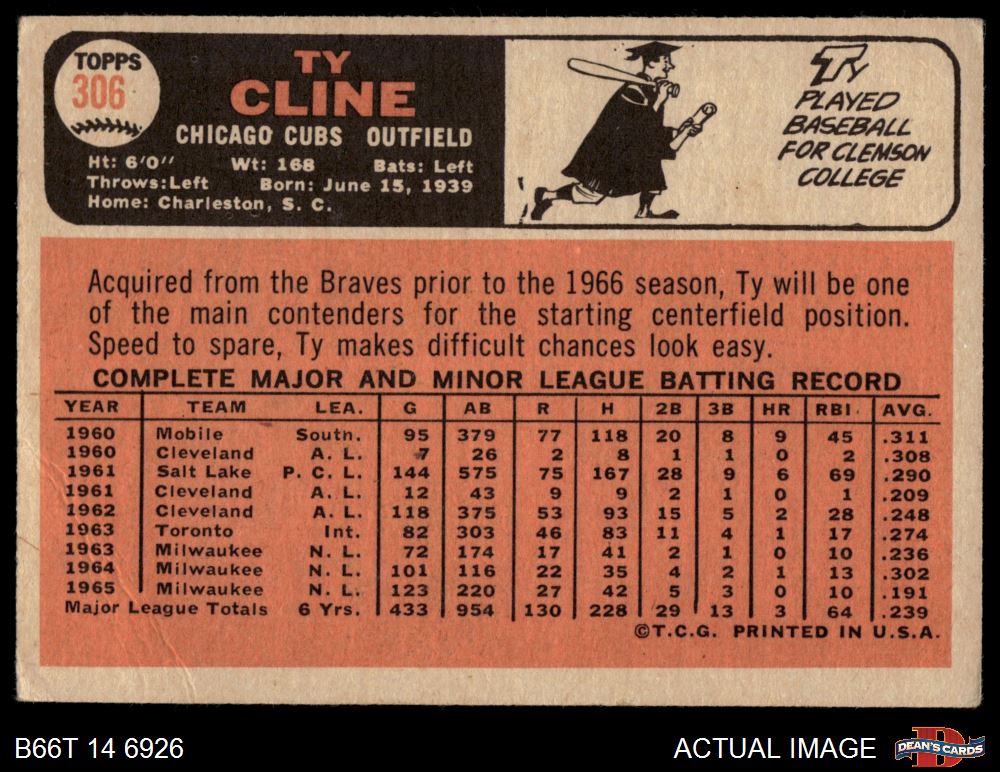 TOPPS
306
TY
CLINE
CHICAGO CUBS OUTFIELD
Ht: 6'0" Wt: 168 Bats: Left
Throws:Left Born: June 15, 1939
Home: Charleston, S. C.
TY
PLAYED
BASEBALL
FOR CLEMSON
COLLEGE
Acquired from the Braves prior to the 1966 season, Ty will be one
of the main contenders for the starting centerfield position.
Speed to spare, Ty makes difficult chances look easy.
COMPLETE MAJOR AND MINOR LEAGUE BATTING RECORD
YEAR TEAM LEA. G AB R H 2B 3B HR RBI. AVG.
1960 Mobile South. 95 379 77 118 20 8 9 45 .311
1960 Cleveland A. L. 7 26 2 8 1 1 0 2 .308
1961 Salt Lake P. C. L. 144 575 75 167 28 9 6 69 .290
1961 Cleveland A. L. 12 43 9 9 2 1 0 1 .209
1962 Cleveland A. L. 118 375 53 93 15 5 2 28 .248
1963 Toronto Int. 82 303 46 83 11 4 1 17 .274
1963 Milwaukee N. L. 72 174 17 41 2 1 0 10 .236
1964 Milwaukee N. L. 101 116 22 35 4 2 1 13 .302
1965 Milwaukee N. L. 123 220 27 42 5 3 0 10 .191
Major League Totals 6 Yrs. 433 954 130 228 29 13 3 64 .239
©T.C.G. PRINTED IN U.S.A.
B66T 14 6926 ACTUAL IMAGE
DEAN'S CARDS